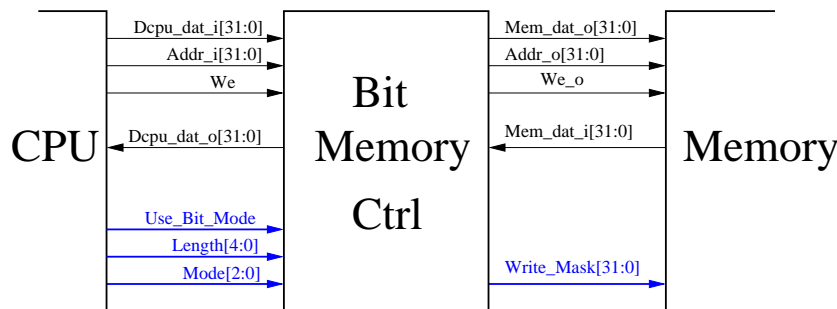 Dcpu_dat_i[31:0]
Addr_i[31:0]
We
Dcpu_dat_o[31:0]
CPU
Use_Bit_Mode
Length[4:0]
Mode[2:0]
Bit
Memory
Ctrl
Mem_dat_o[31:0]
Addr_o[31:0]
We_o
Mem_dat_i[31:0]
Write_Mask[31:0]
Memory